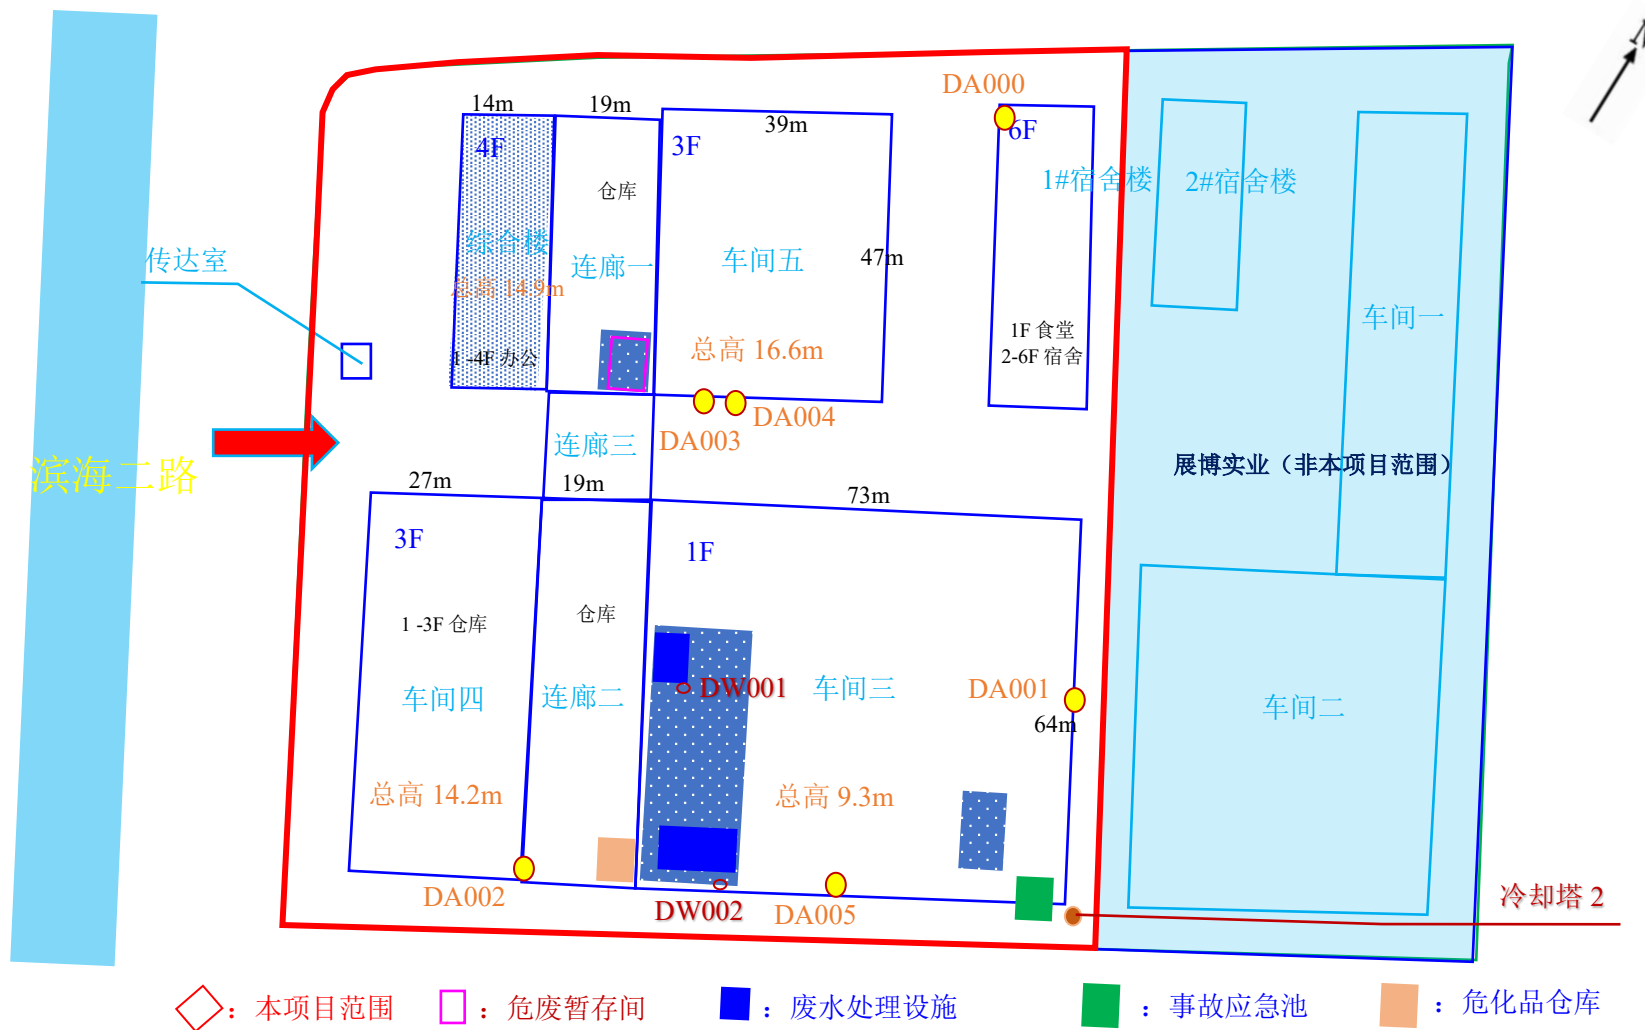 N
DA000
14m
19m
39m
4F
3F
6F
仓库
1#宿舍楼
2#宿舍楼
综合楼
传达室
连廊一
车间五
47m
总高 14.9m
车间一
1F 食堂
2-6F 宿舍
总高 16.6m
1 -4F 办公
DA004
DA003
连廊三
滨海二路
展博实业（非本项目范围）
27m
19m
73m
3F
1F
1 -3F 仓库
仓库
DW001
车间三
DA001
车间四
连廊二
车间二
64m
总高 14.2m
总高 9.3m
DA002
DW002
DA005
冷却塔 2
：本项目范围
：危废暂存间
：废水处理设施
：事故应急池
：危化品仓库